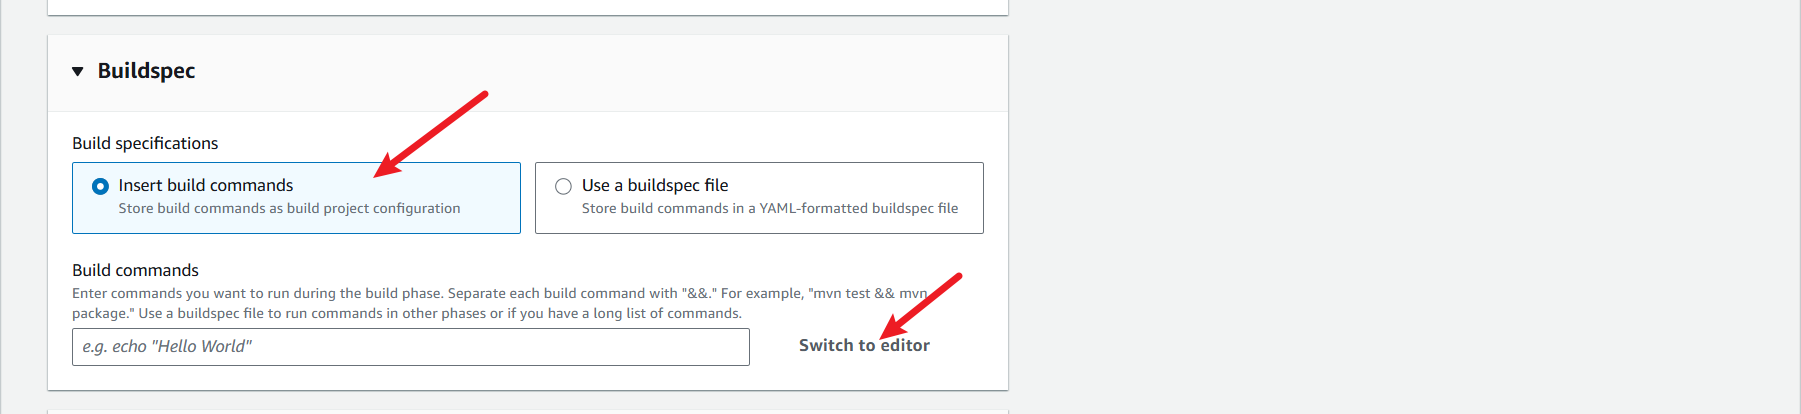 Buildspec
Build specifications
Insert build commands
Store build commands as build project configuration
Use a buildspec file
Store build commands in a YAML-formatted buildspec file
Build commands
Enter commands you want to run during the build phase. Separate each build command with "&&." For example, "mvn test && mvn
package." Use a buildspec file to run commands in other phases or if you have a long list of commands.
e.g. echo "Hello World"
Switch to editor